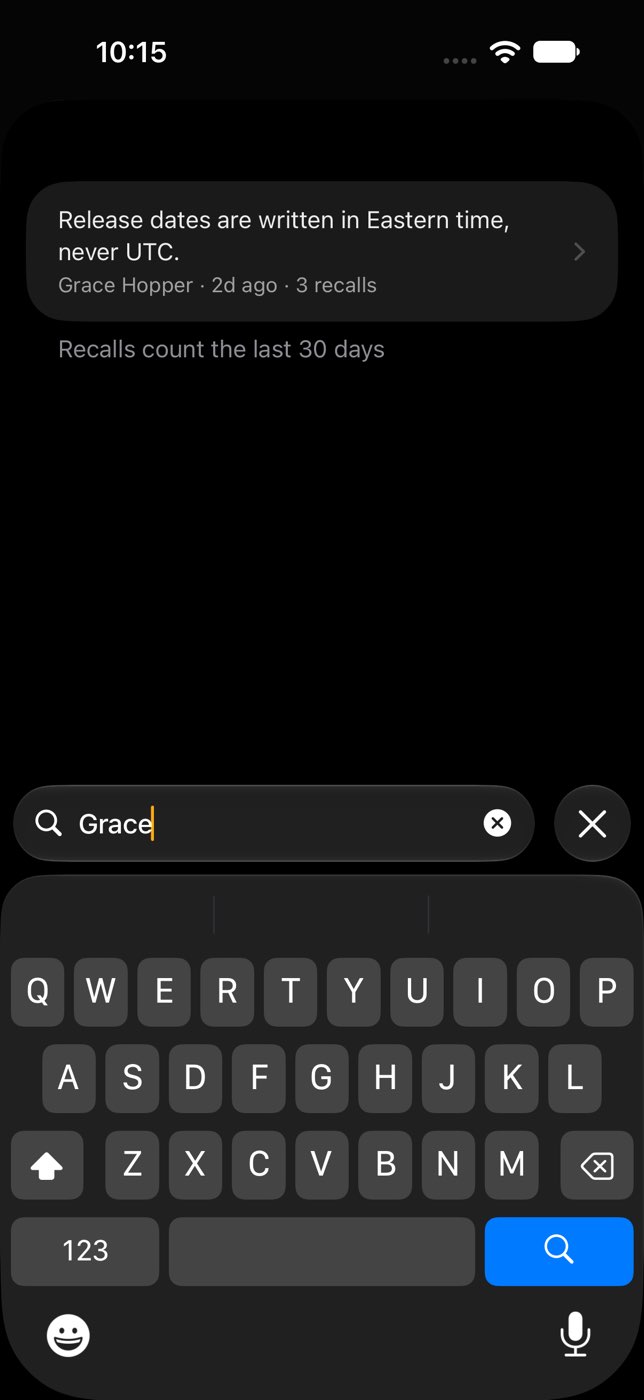 10:15
Release dates are written in Eastern time,
never UTC.
Grace Hopper · 2d ago · 3 recalls
Recalls count the last 30 days
Grace
Q W E R T Y U I O P
A S D F G H J K L
Z X C V B N M
123